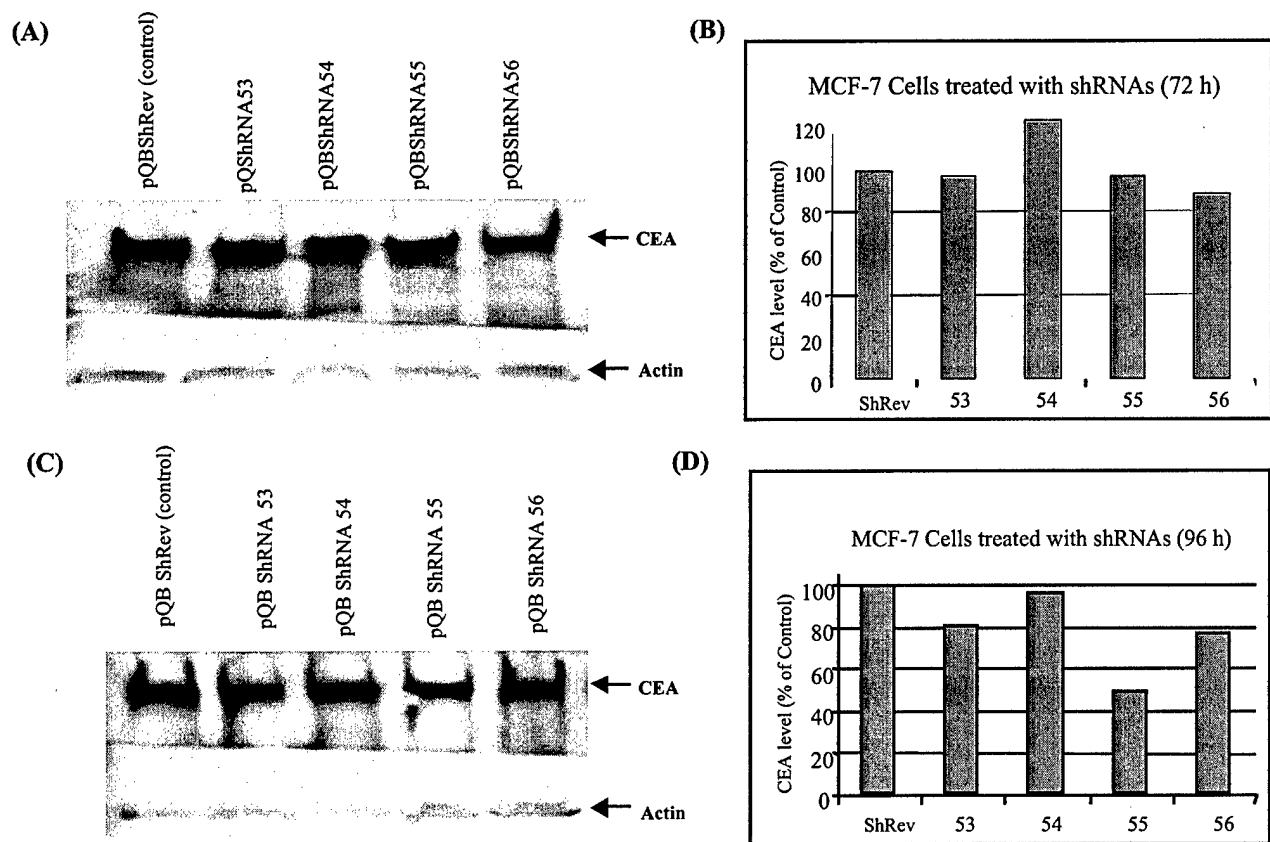 (A)
pQBShRev (control)
pQShRNA53
pQBShRNA54
pQBShRNA55
pQBShRNA56
CEA
Actin
(B)
MCF-7 Cells treated with shRNAs (72 h)
CEA level (% of Control)
120
100
80
60
40
20
0
ShRev 53 54 55 56
(C)
pQB ShRev (control)
pQB ShRNA 53
pQB ShRNA 54
pQB ShRNA 55
pQB ShRNA 56
CEA
Actin
(D)
MCF-7 Cells treated with shRNAs (96 h)
CEA level (% of Control)
100
80
60
40
20
0
ShRev 53 54 55 56